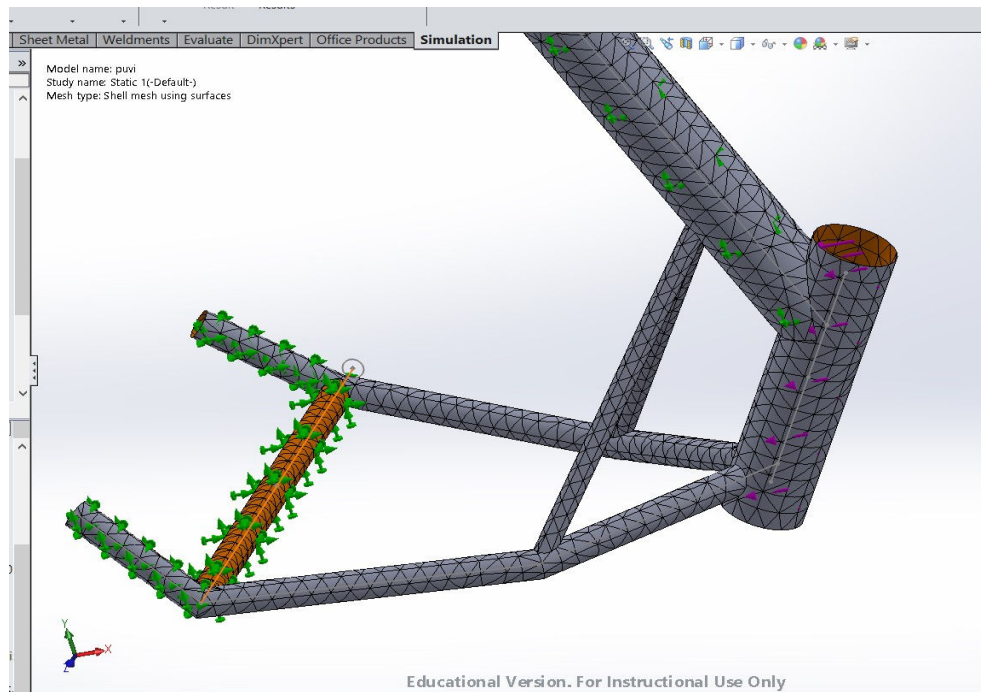 Sheet Metal Weldments Evaluate DimXpert Office Products Simulation
Model name: puvi
Study name: Static 1(-Default-)
Mesh type: Shell mesh using surfaces
Y
X
Z
Educational Version. For Instructional Use Only